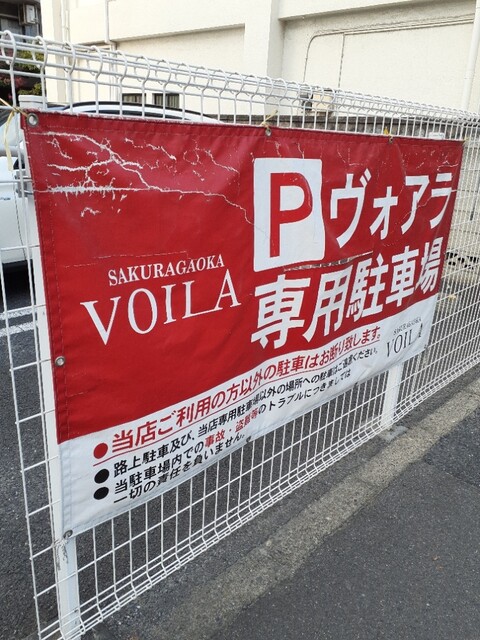 P ヴォアラ
SAKURAGAOKA
VOILA
専用駐車場
●当店ご利用の方以外の駐車はお断り致します。
●路上駐車及び、当店専用駐車場以外の場所への駐車はご遠慮ください。
●当駐車場内での事故・盗難等のトラブルにつきましては
一切の責任を負いません。
SAKURAGAOKA
VOILA